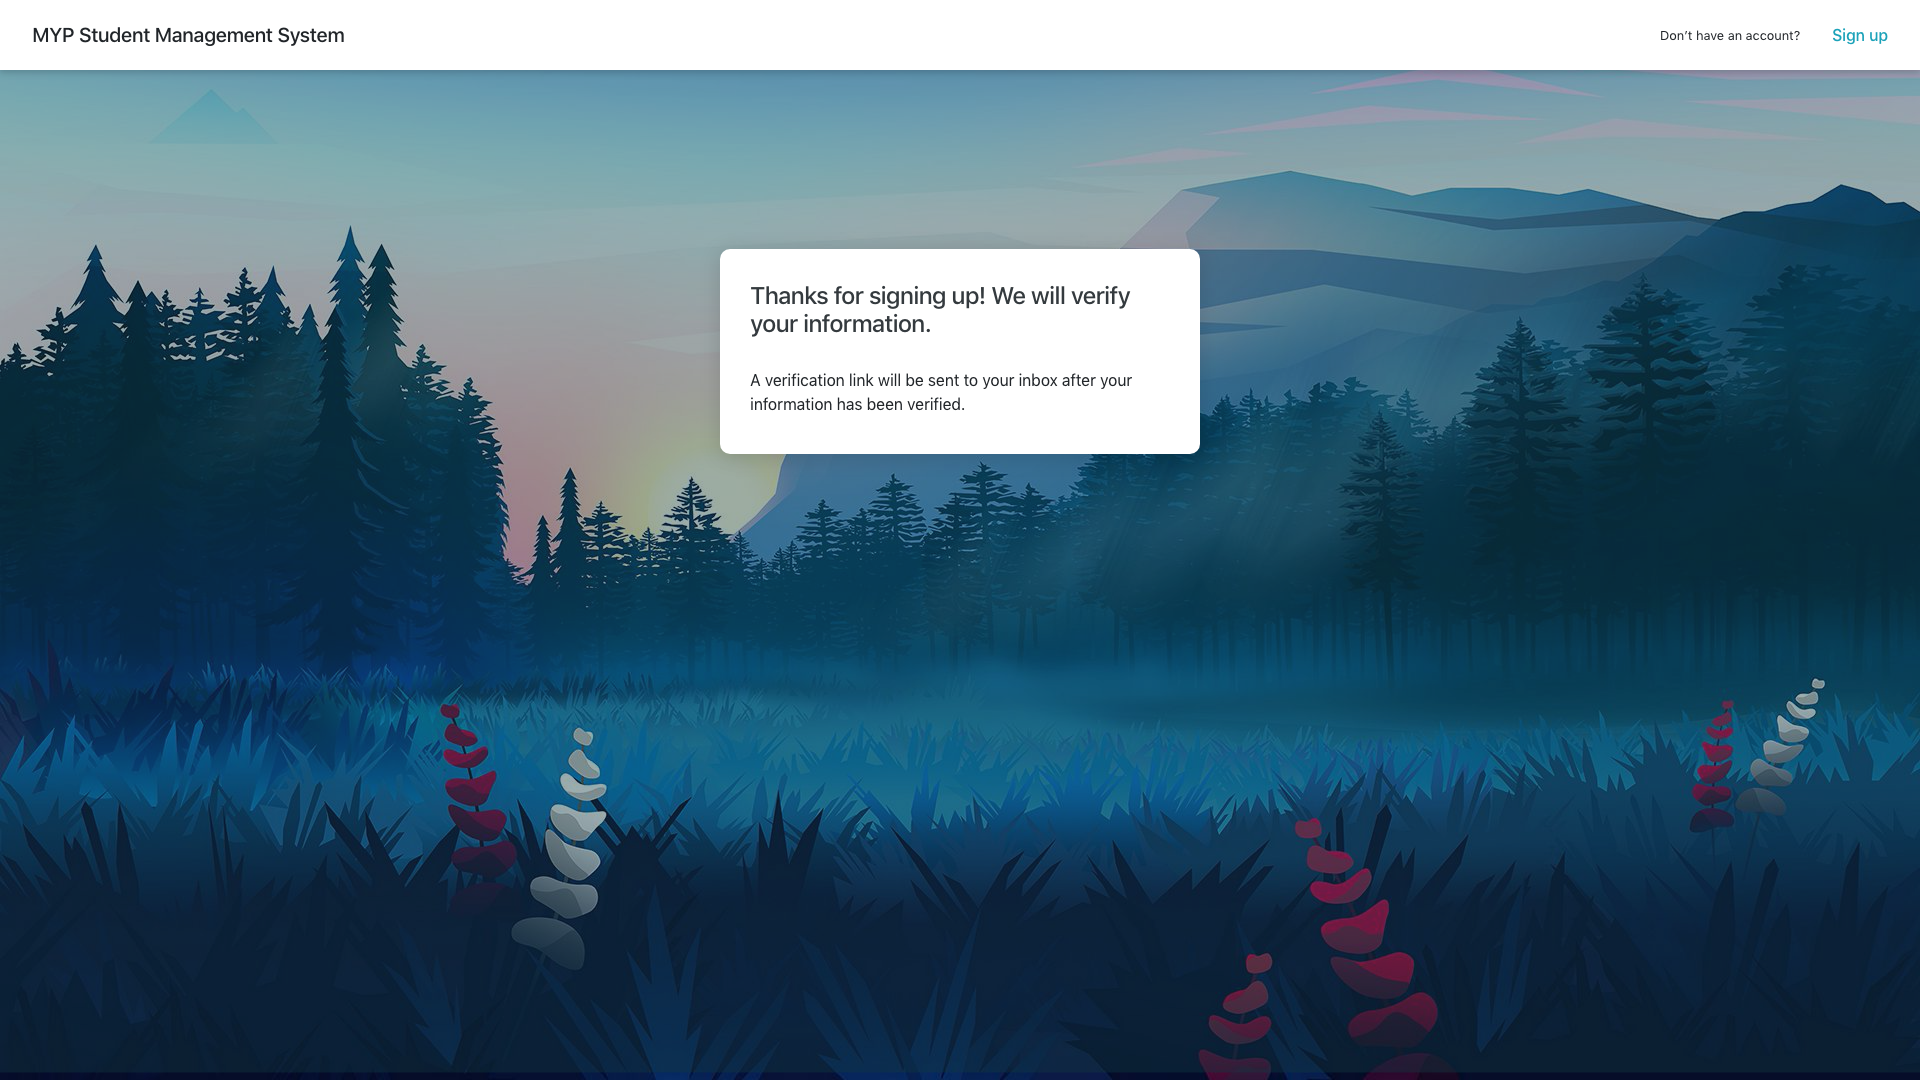 MYP Student Management System
Don’t have an account?
Sign up
Thanks for signing up! We will verify
your information.
A verification link will be sent to your inbox after your
information has been verified.